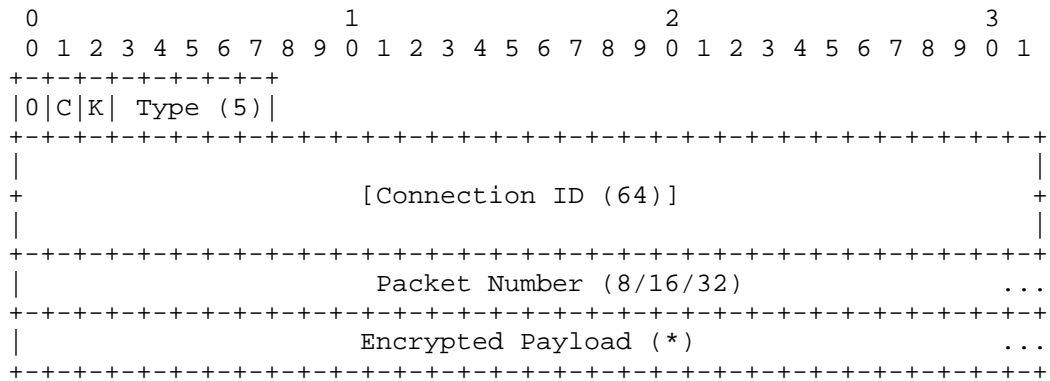 0                   1                   2                   3
 0 1 2 3 4 5 6 7 8 9 0 1 2 3 4 5 6 7 8 9 0 1 2 3 4 5 6 7 8 9 0 1
+-+-+-+-+-+-+-+-+
|0|C|K| Type (5)|
+-+-+-+-+-+-+-+-+-+-+-+-+-+-+-+-+-+-+-+-+-+-+-+-+-+-+-+-+-+-+-+-+
|                                                               |
+                     [Connection ID (64)]                      +
|                                                               |
+-+-+-+-+-+-+-+-+-+-+-+-+-+-+-+-+-+-+-+-+-+-+-+-+-+-+-+-+-+-+-+-+
|                      Packet Number (8/16/32)                ...
+-+-+-+-+-+-+-+-+-+-+-+-+-+-+-+-+-+-+-+-+-+-+-+-+-+-+-+-+-+-+-+-+
|                     Encrypted Payload (*)                   ...
+-+-+-+-+-+-+-+-+-+-+-+-+-+-+-+-+-+-+-+-+-+-+-+-+-+-+-+-+-+-+-+-+